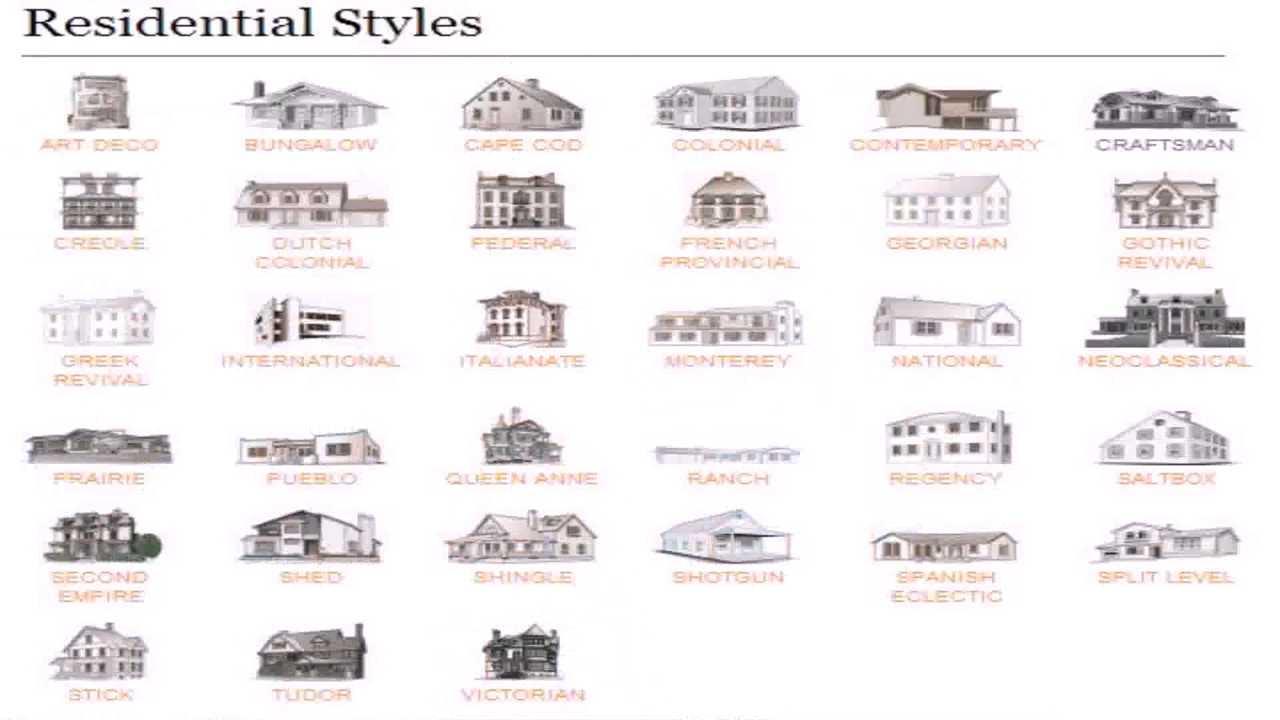 Residential Styles
ART DECO
BUNGALOW
CAPE COD
COLONIAL
CONTEMPORARY
CRAFTSMAN
CREOLE
DUTCH
COLONIAL
FEDERAL
FRENCH
PROVINCIAL
GEORGIAN
GOTHIC
REVIVAL
GREEK
REVIVAL
INTERNATIONAL
ITALIANATE
MONTEREY
NATIONAL
NEOCLASSICAL
PRAIRIE
PUEBLO
QUEEN ANNE
RANCH
REGENCY
SALTBOX
SECOND
EMPIRE
SHED
SHINGLE
SHOTGUN
SPANISH
ECLECTIC
SPLIT LEVEL
STICK
TUDOR
VICTORIAN